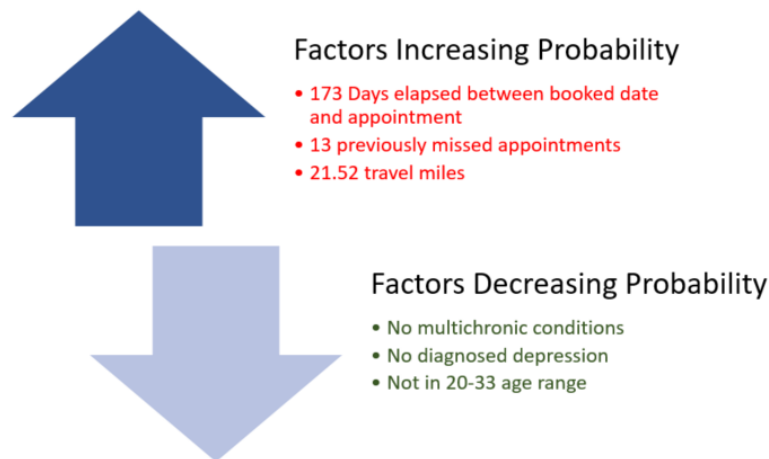 Factors Increasing Probability
• 173 Days elapsed between booked date
and appointment
• 13 previously missed appointments
• 21.52 travel miles
Factors Decreasing Probability
• No multichronic conditions
• No diagnosed depression
• Not in 20-33 age range